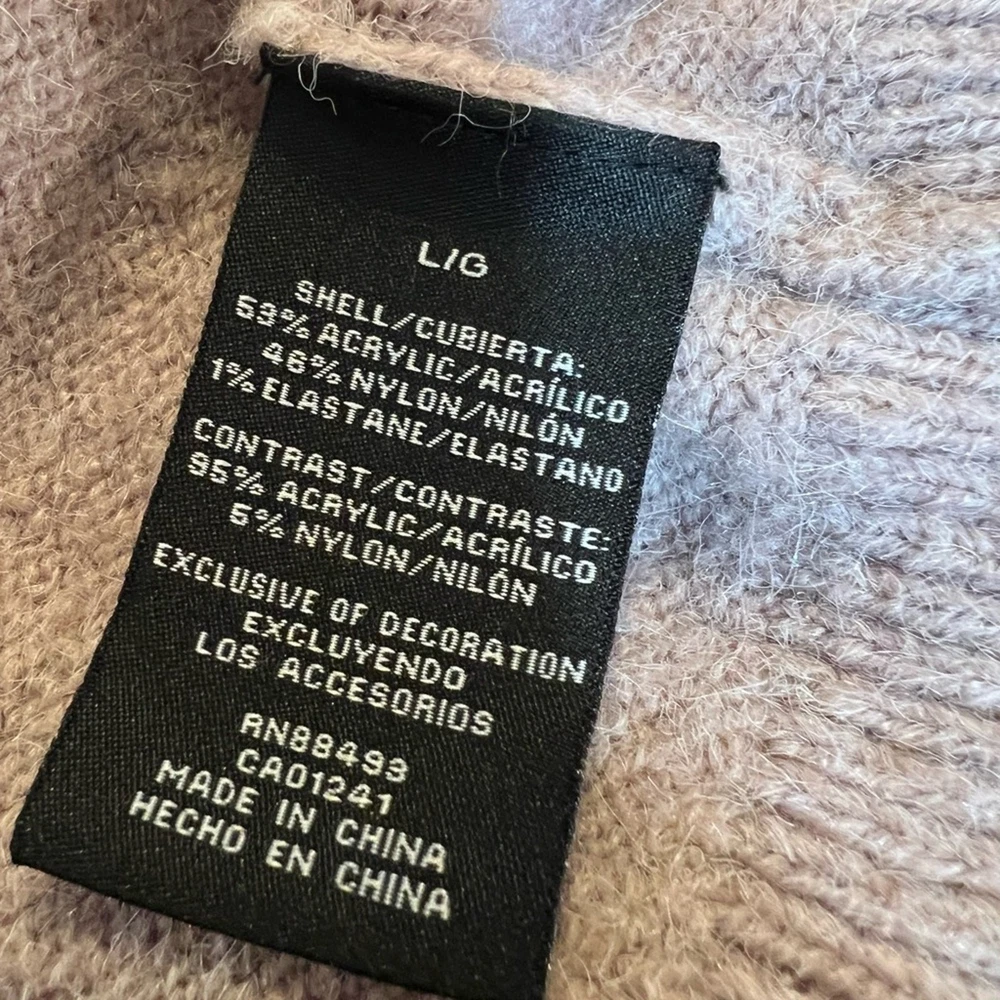 L/G
SHELL/CUBIERTA:
53% ACRYLIC/ACRÍLICO
46% NYLON/NILÓN
1% ELASTANE/ELASTANO
CONTRAST/CONTRASTE:
95% ACRYLIC/ACRÍLICO
5% NYLON/NILÓN
EXCLUSIVE OF DECORATION
EXCLUYENDO
LOS ACCESORIOS
RN88493
CA01241
MADE IN CHINA
HECHO EN CHINA